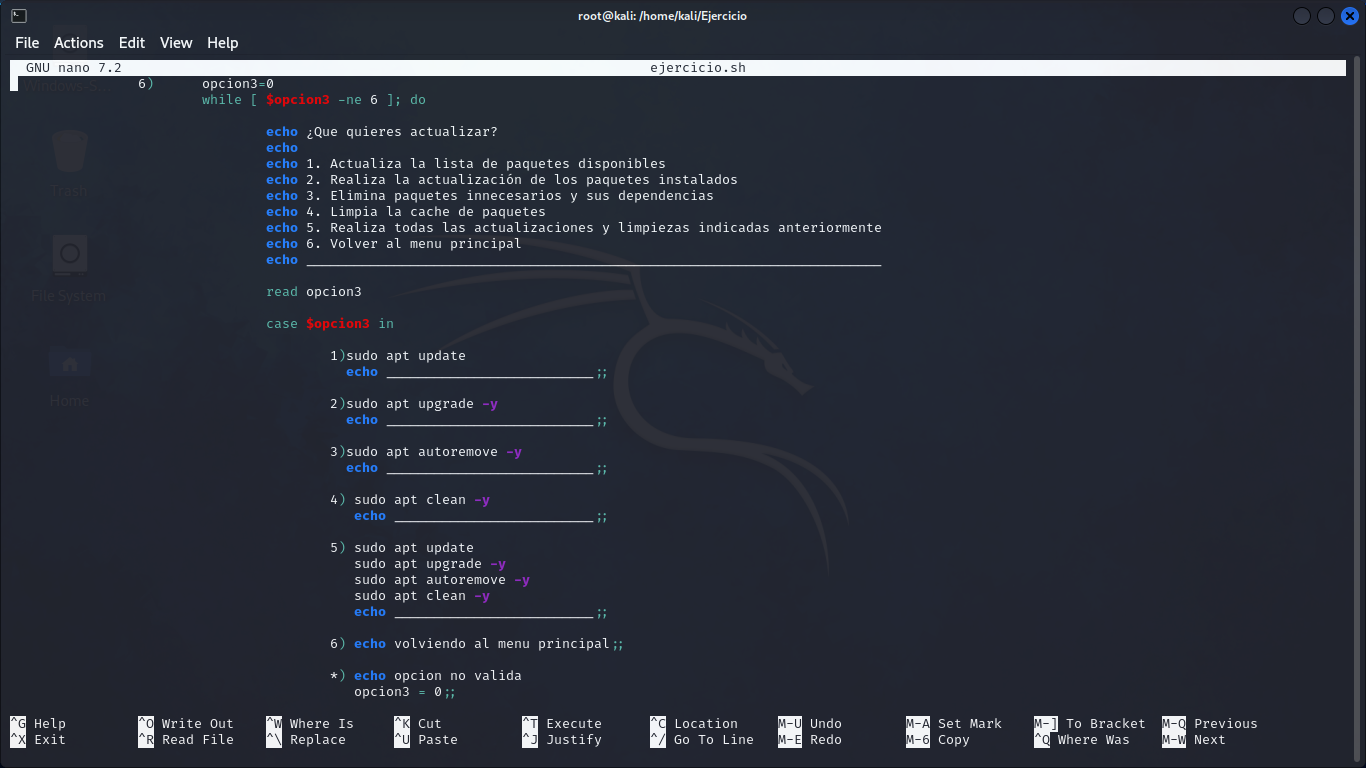 root@kali: /home/kali/Ejercicio
File Actions Edit View Help
GNU nano 7.2 ejercicio.sh
6) opcion3=0
while [ $opcion3 -ne 6 ]; do
echo ¿Que quieres actualizar?
echo
echo 1. Actualiza la lista de paquetes disponibles
echo 2. Realiza la actualización de los paquetes instalados
echo 3. Elimina paquetes innecesarios y sus dependencias
echo 4. Limpia la cache de paquetes
echo 5. Realiza todas las actualizaciones y limpiezas indicadas anteriormente
echo 6. Volver al menu principal
echo ________________________________________________________________________
read opcion3
case $opcion3 in
1)sudo apt update
echo __________________________;;
2)sudo apt upgrade -y
echo __________________________;;
3)sudo apt autoremove -y
echo __________________________;;
4) sudo apt clean -y
echo _________________________;;
5) sudo apt update
sudo apt upgrade -y
sudo apt autoremove -y
sudo apt clean -y
echo _________________________;;
6) echo volviendo al menu principal;;
*) echo opcion no valida
opcion3 = 0;;
Trash
File System
Home
^G Help ^O Write Out ^W Where Is ^K Cut ^T Execute ^C Location M-U Undo M-A Set Mark M-] To Bracket M-Q Previous
^X Exit ^R Read File ^\ Replace ^U Paste ^J Justify ^/ Go To Line M-E Redo M-6 Copy ^Q Where Was M-W Next